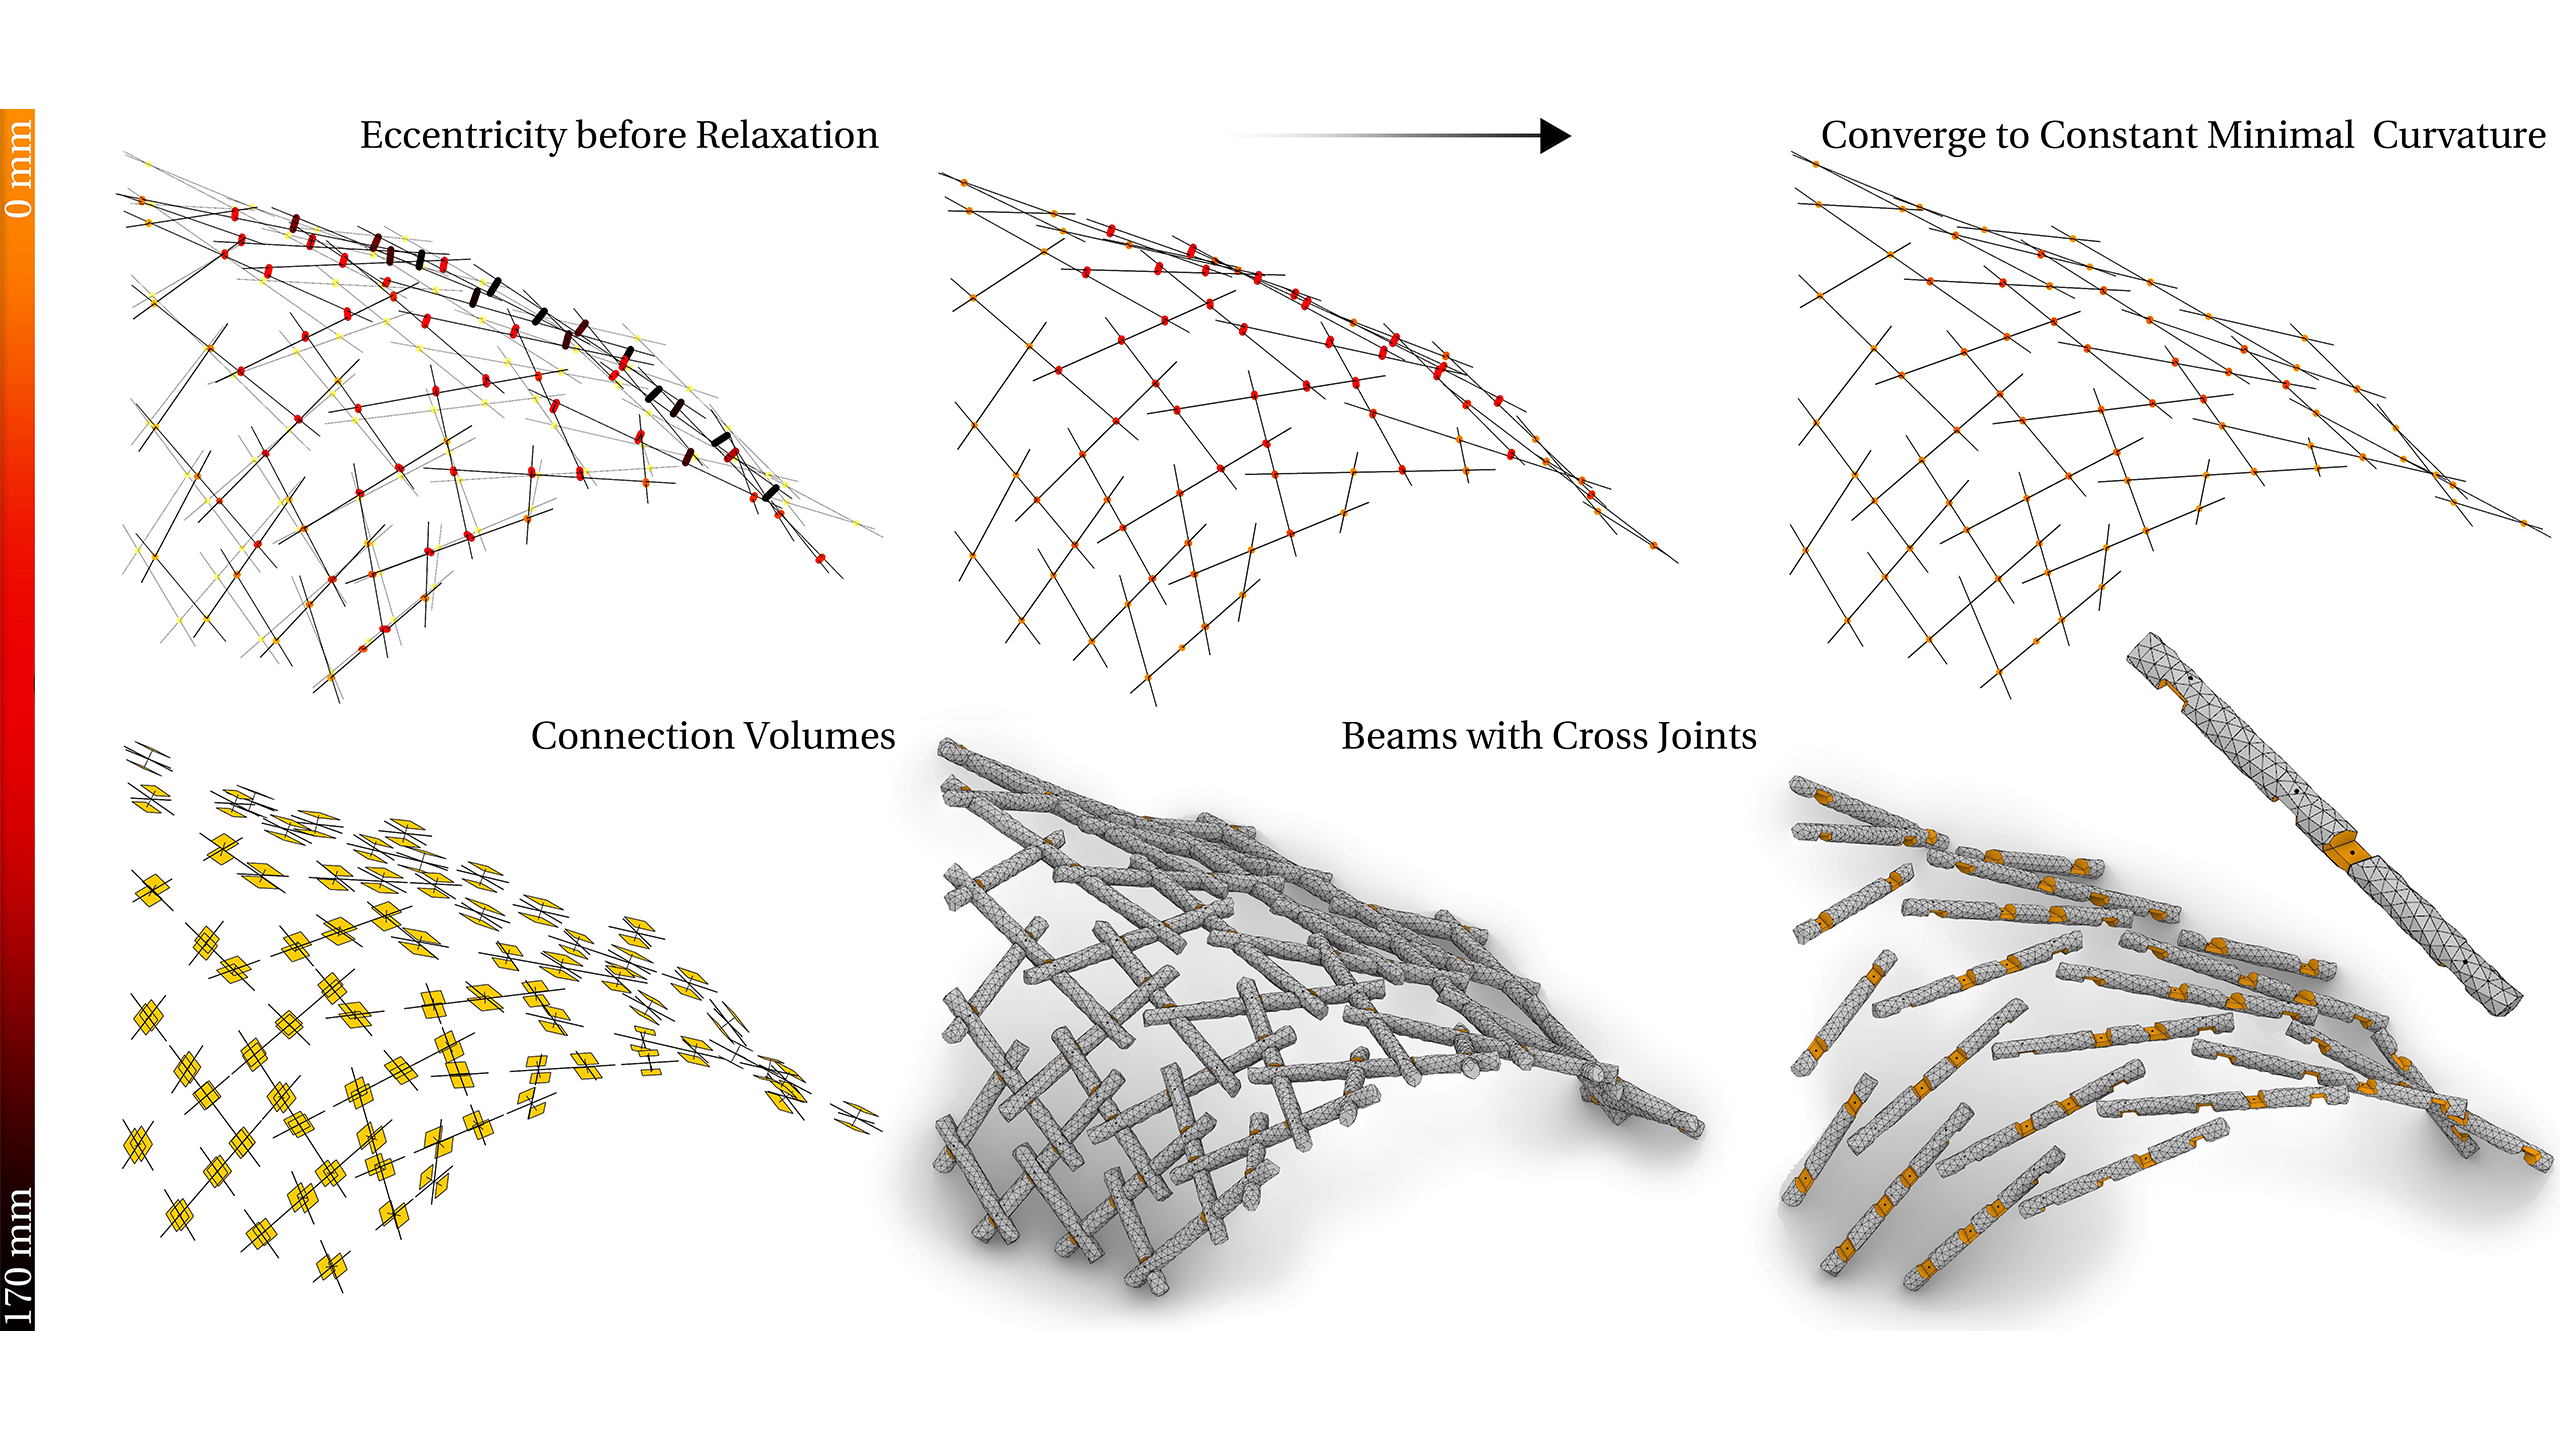 0 mm
Eccentricity before Relaxation
Converge to Constant Minimal Curvature
Connection Volumes
Beams with Cross Joints
170 mm